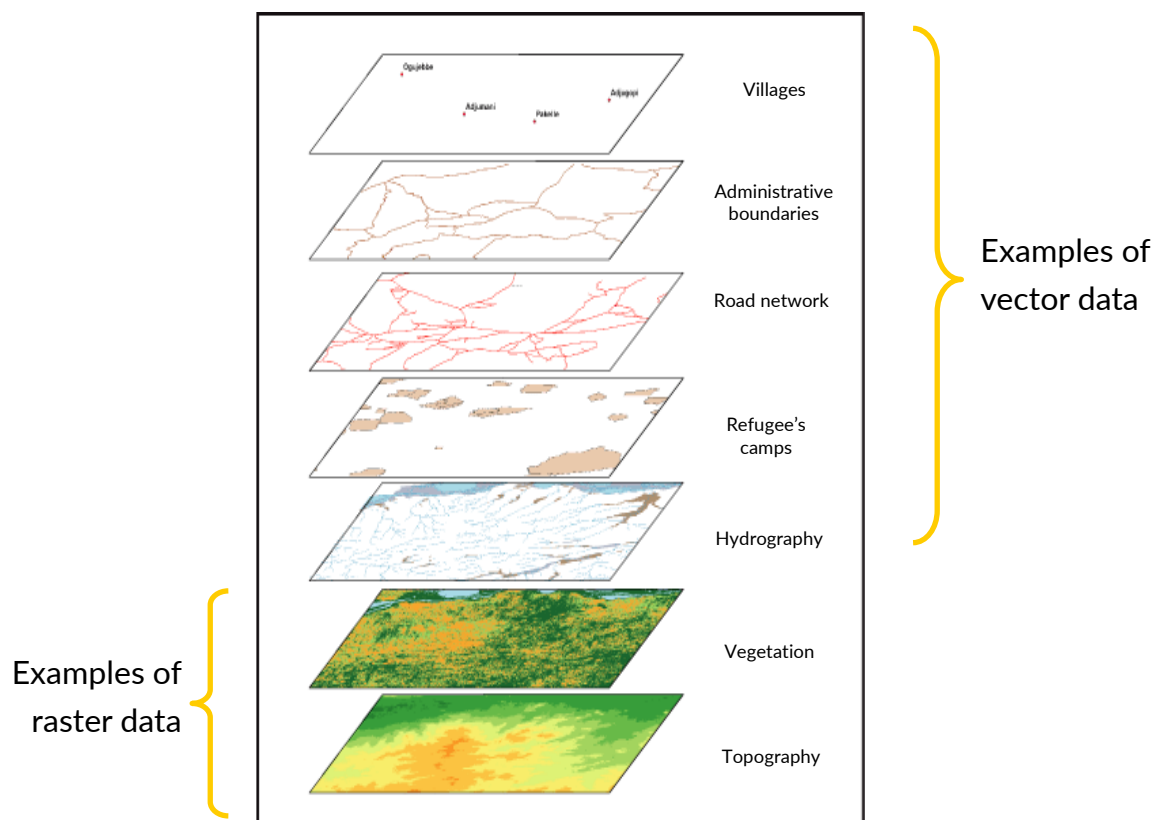 Ogujebbe
Adjumani
Pakelle
Adjugopi
Villages
Administrative
boundaries
Road network
Refugee’s
camps
Hydrography
Vegetation
Topography
Examples of
vector data
Examples of
raster data